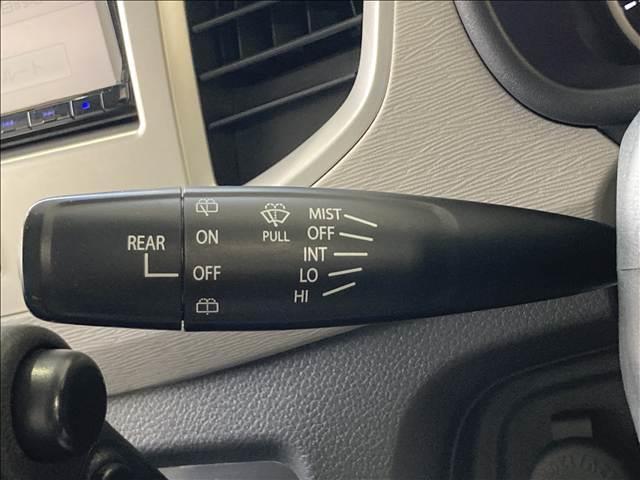 REAR
ON
OFF
PULL
MIST
OFF
INT
LO
HI